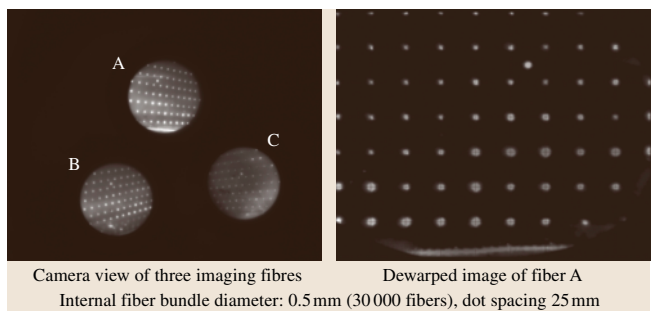 A
C
B
Camera view of three imaging fibres
Dewarped image of fiber A
Internal fiber bundle diameter: 0.5 mm (30 000 fibers), dot spacing 25 mm